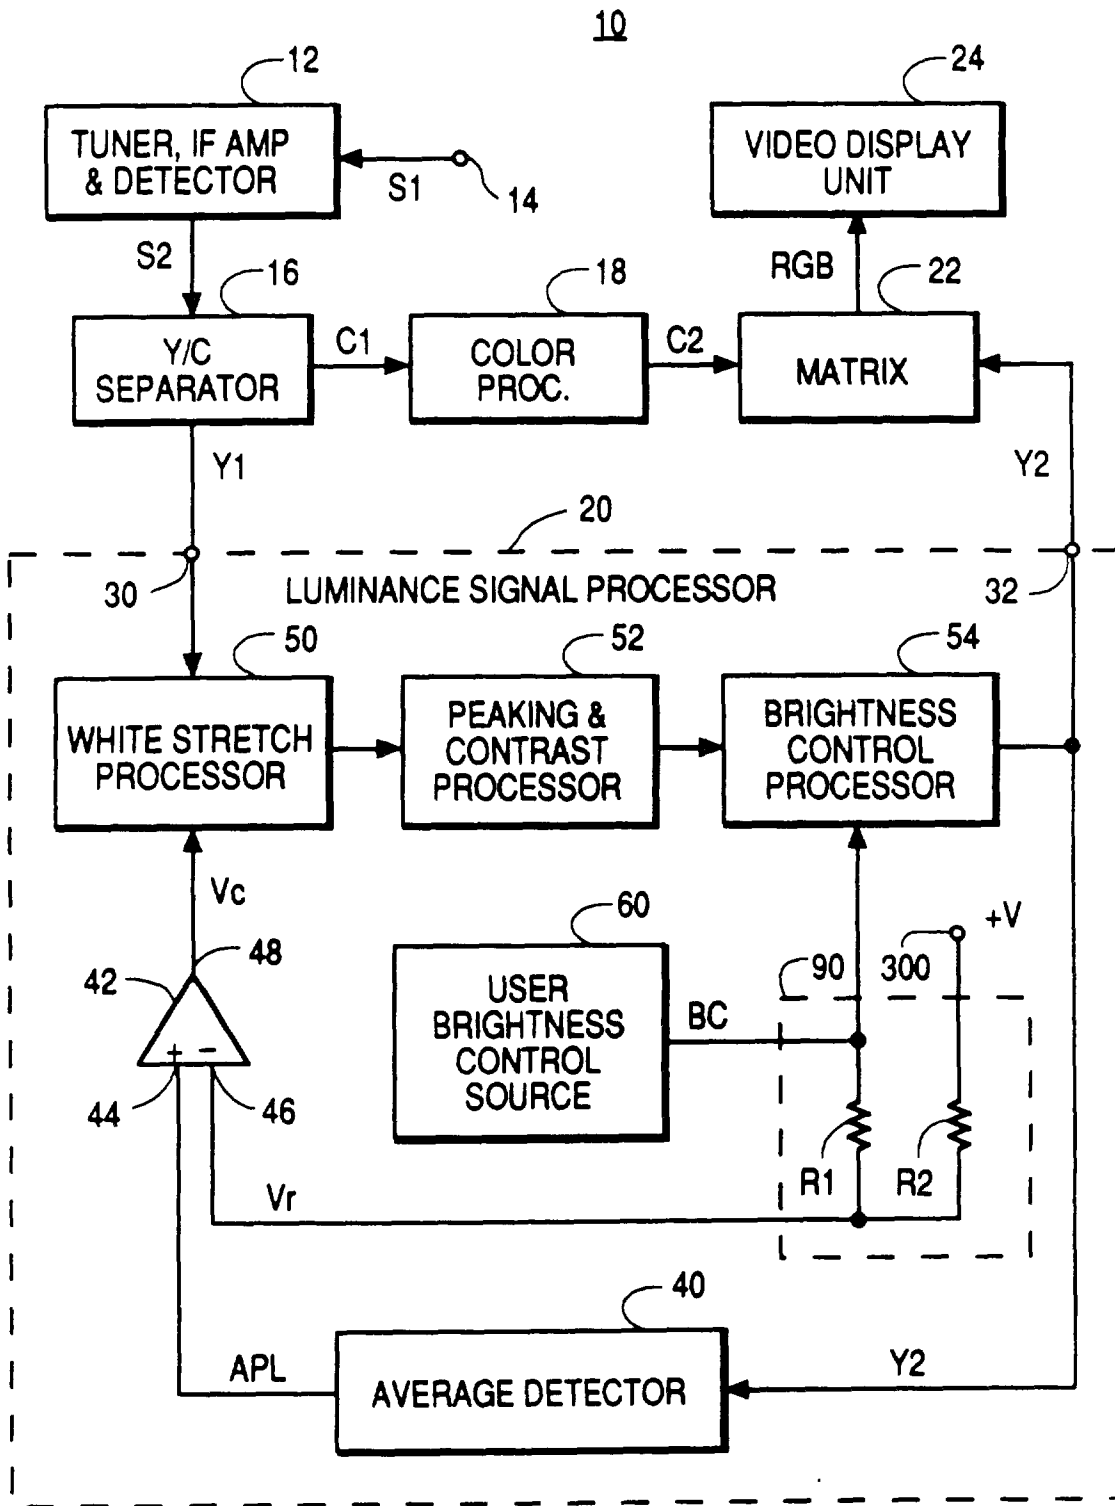 10
12
24
TUNER, IF AMP
& DETECTOR
S1
14
VIDEO DISPLAY
UNIT
S2
16
18
RGB
22
Y/C
SEPARATOR
C1
COLOR
PROC.
C2
MATRIX
Y1
Y2
20
30
LUMINANCE SIGNAL PROCESSOR
32
50
52
54
WHITE STRETCH
PROCESSOR
PEAKING &
CONTRAST
PROCESSOR
BRIGHTNESS
CONTROL
PROCESSOR
Vc
60
+V
48
90
300
42
USER
BRIGHTNESS
CONTROL
SOURCE
BC
+ −
44
46
R1
R2
Vr
40
APL
AVERAGE DETECTOR
Y2